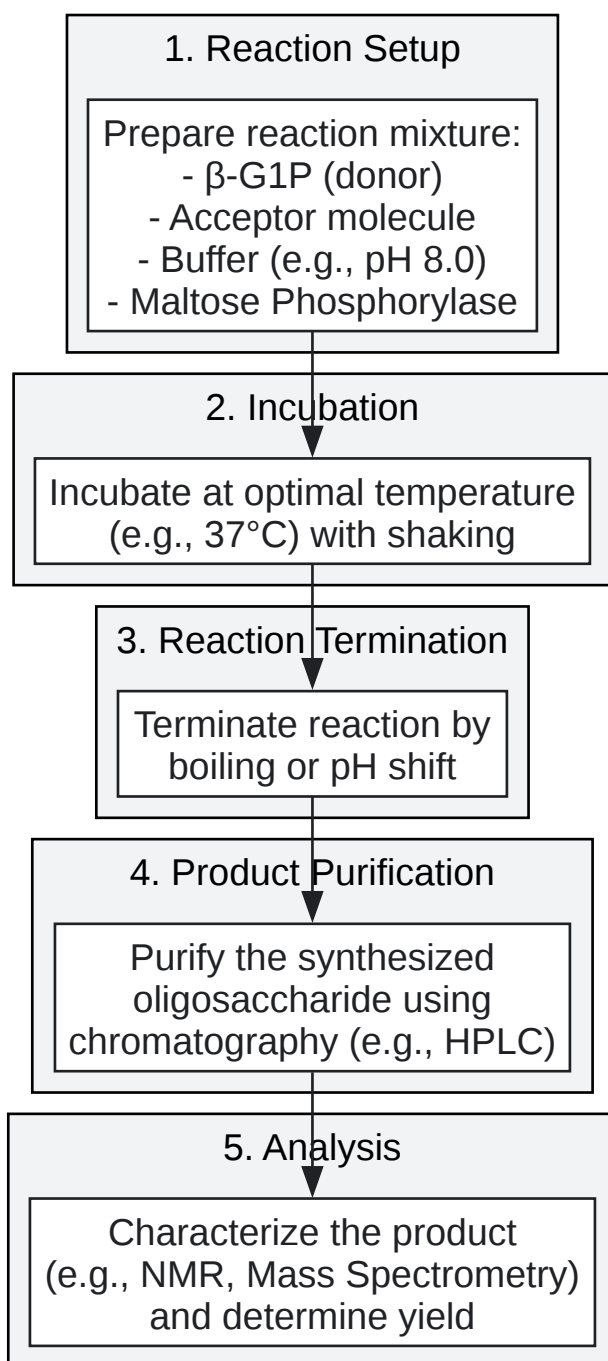 1. Reaction Setup
Prepare reaction mixture:
- β-G1P (donor)
- Acceptor molecule
- Buffer (e.g., pH 8.0)
- Maltose Phosphorylase
2. Incubation
Incubate at optimal temperature
(e.g., 37°C) with shaking
3. Reaction Termination
Terminate reaction by
boiling or pH shift
4. Product Purification
Purify the synthesized
oligosaccharide using
chromatography (e.g., HPLC)
5. Analysis
Characterize the product
(e.g., NMR, Mass Spectrometry)
and determine yield